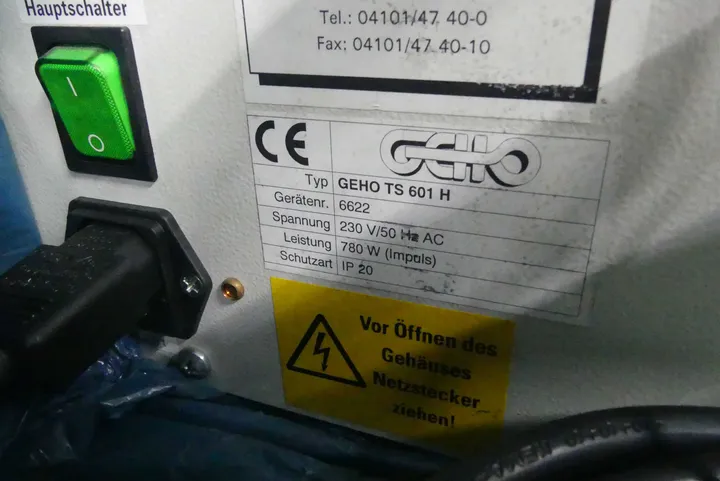 Hauptschalter
Tel.: 04101/47 40-0
Fax: 04101/47 40-10
CE
GEHO
Typ GEHO TS 601 H
Gerätenr. 6622
Spannung 230 V/50 Hz AC
Leistung 780 W (Impuls)
Schutzart IP 20
Vor Öffnen des
Gehäuses
Netzstecker
ziehen!
I
O